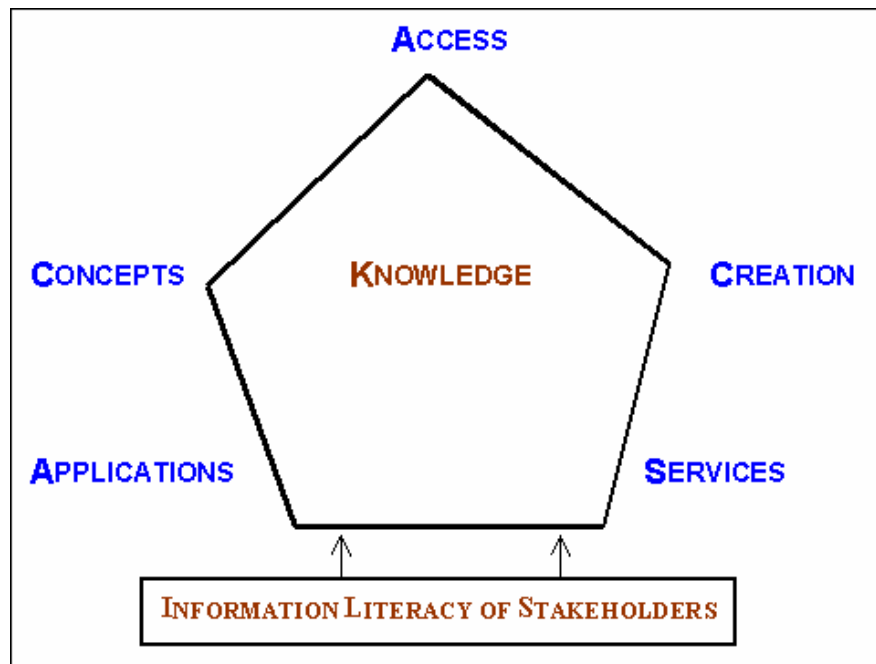 ACCESS
CONCEPTS KNOWLEDGE CREATION
APPLICATIONS SERVICES
INFORMATION LITERACY OF STAKEHOLDERS